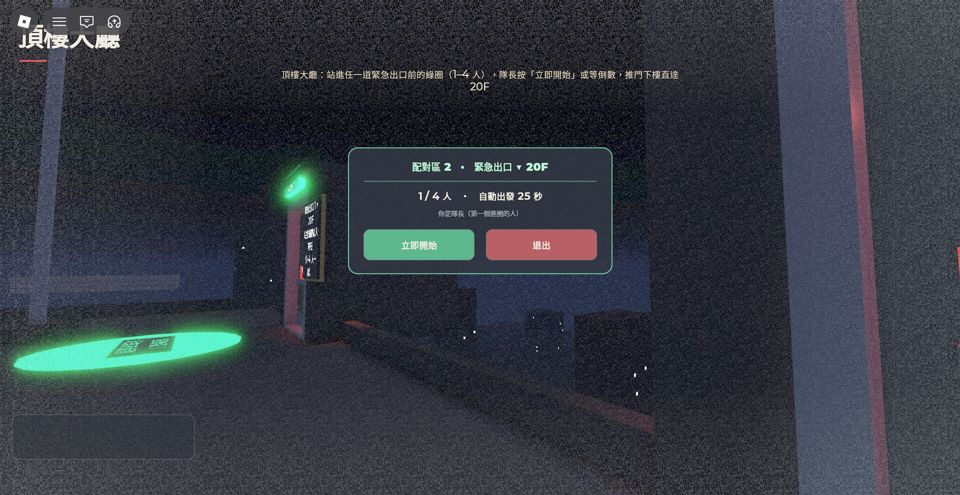 頂樓大廳
頂樓大廳：站進任一道緊急出口前的綠圈（1–4 人），隊長按「立即開始」或等倒數，推門下樓直達
20F
配對區 2 • 緊急出口 ▼ 20F
1 / 4 人 • 自動出發 25 秒
你是隊長（第一個進圈的人）
立即開始
退出
20F